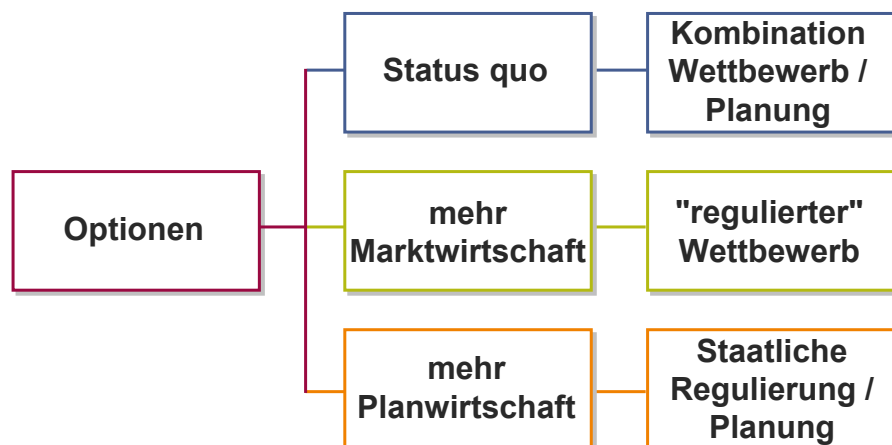 Optionen
Status quo
Kombination
Wettbewerb /
Planung
mehr
Marktwirtschaft
"regulierter"
Wettbewerb
mehr
Planwirtschaft
Staatliche
Regulierung /
Planung